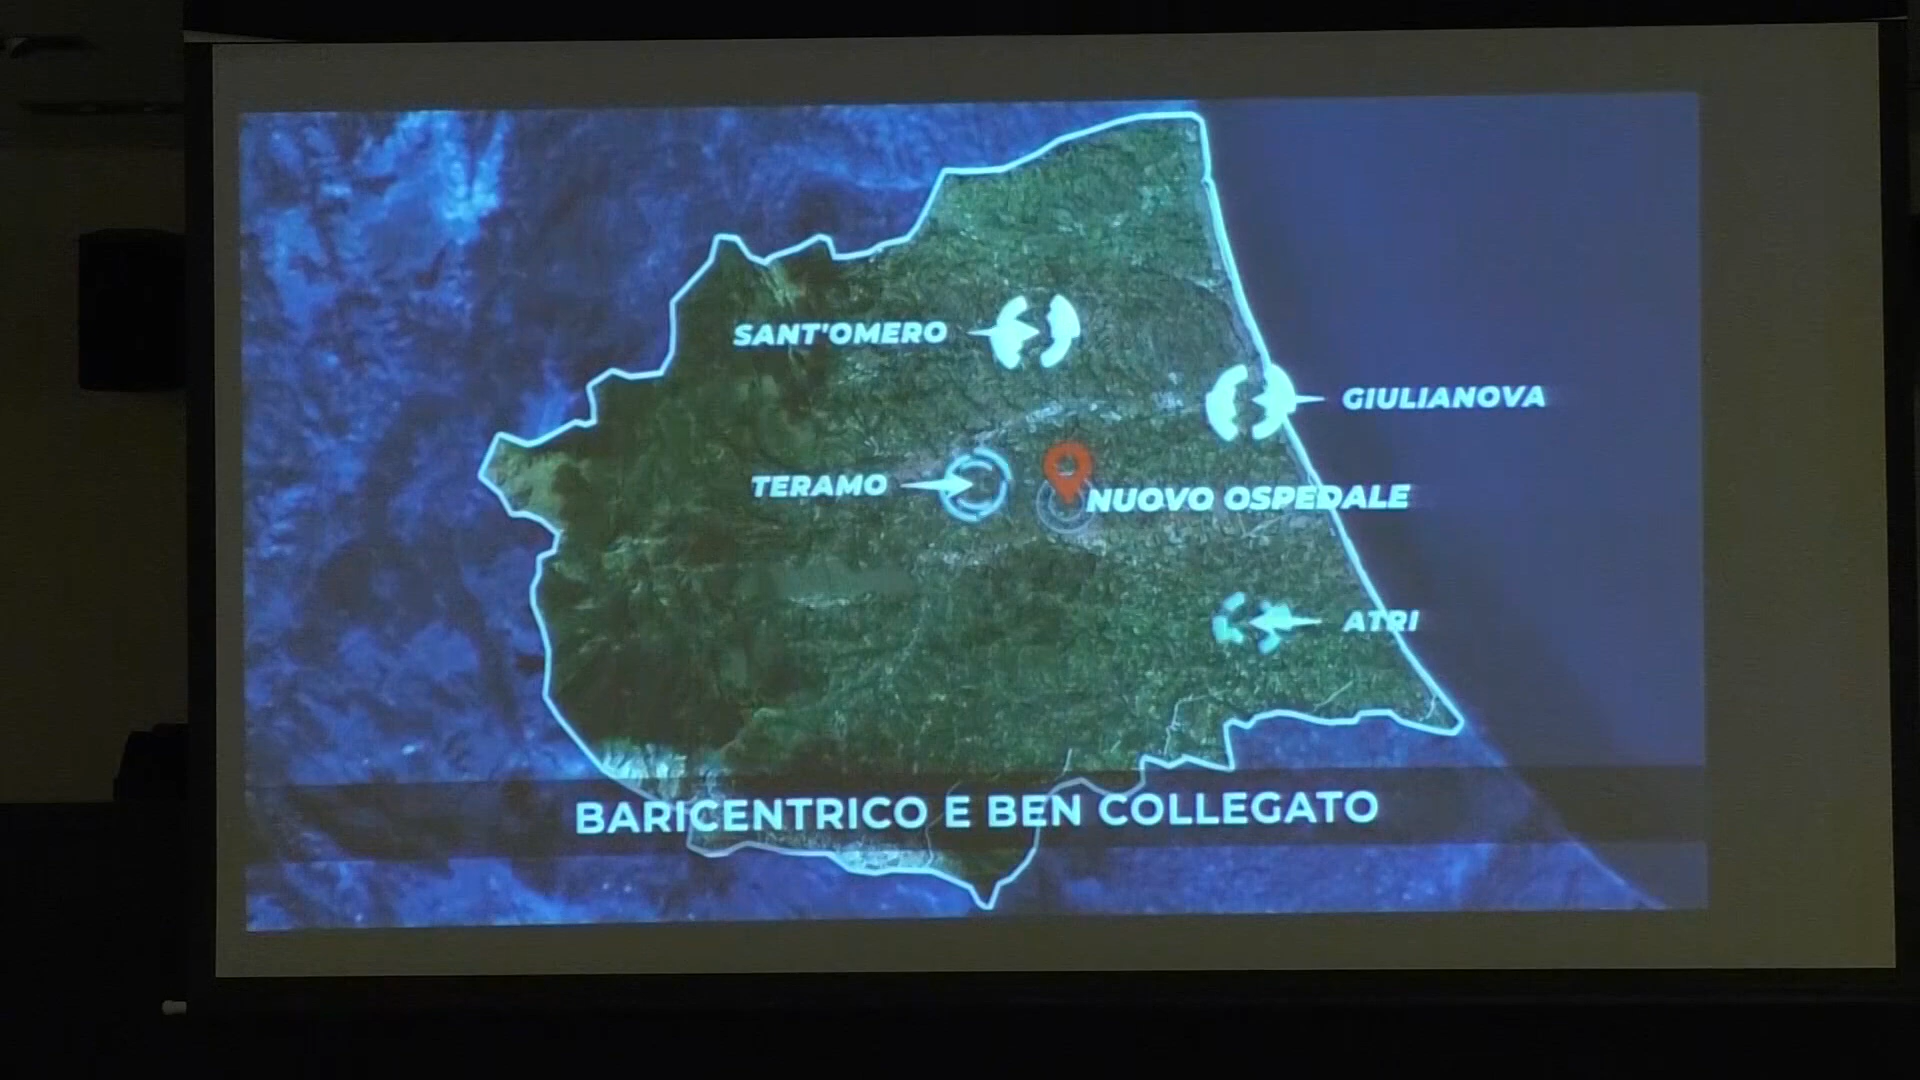 SANT'OMERO
GIULIANOVA
TERAMO
NUOVO OSPEDALE
ATRI
BARICENTRICO E BEN COLLEGATO